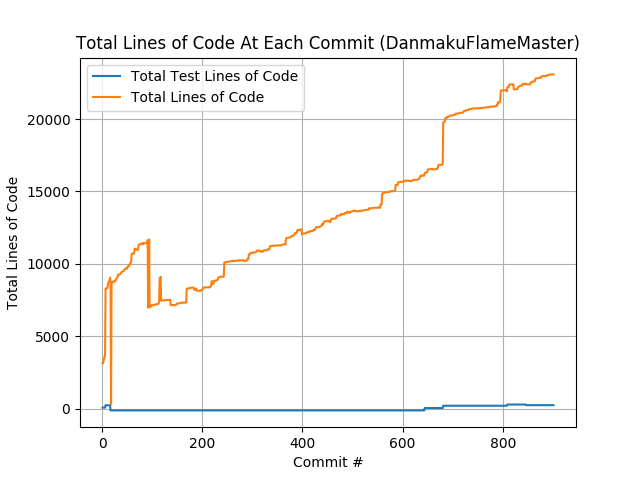 Total Lines of Code At Each Commit (DanmakuFlameMaster)
Total Test Lines of Code
Total Lines of Code
20000
15000
10000
5000
0
Total Lines of Code
0 200 400 600 800
Commit #